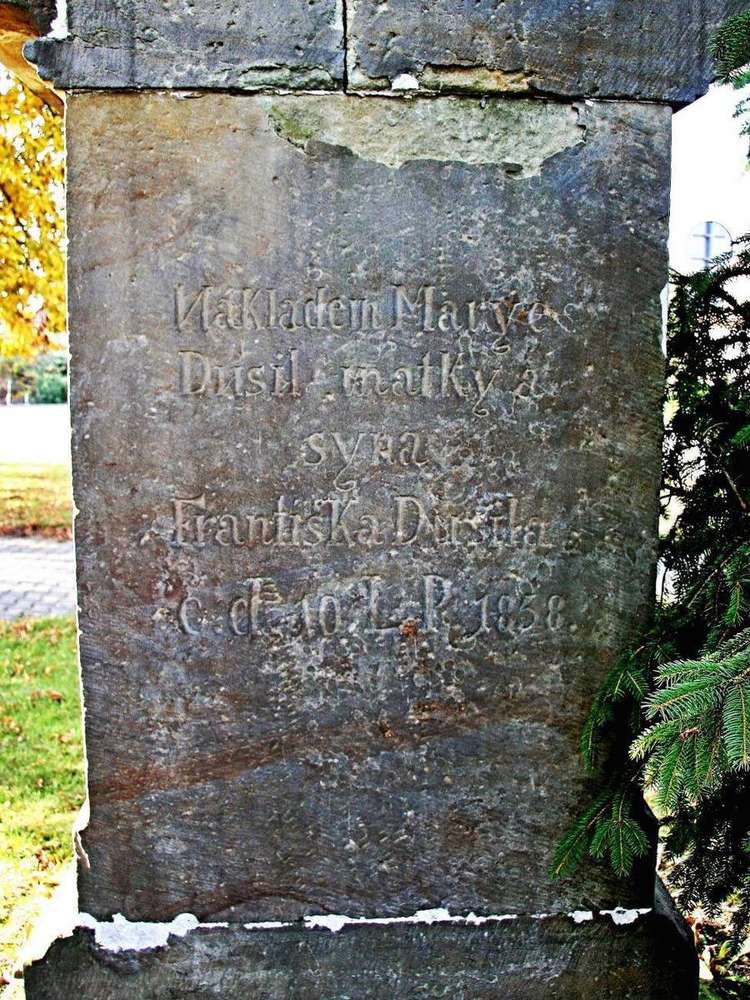 Nákladem Marye
Dusil matky a
syna
Františka Dusila
c. d. 10. L. P. 1858.